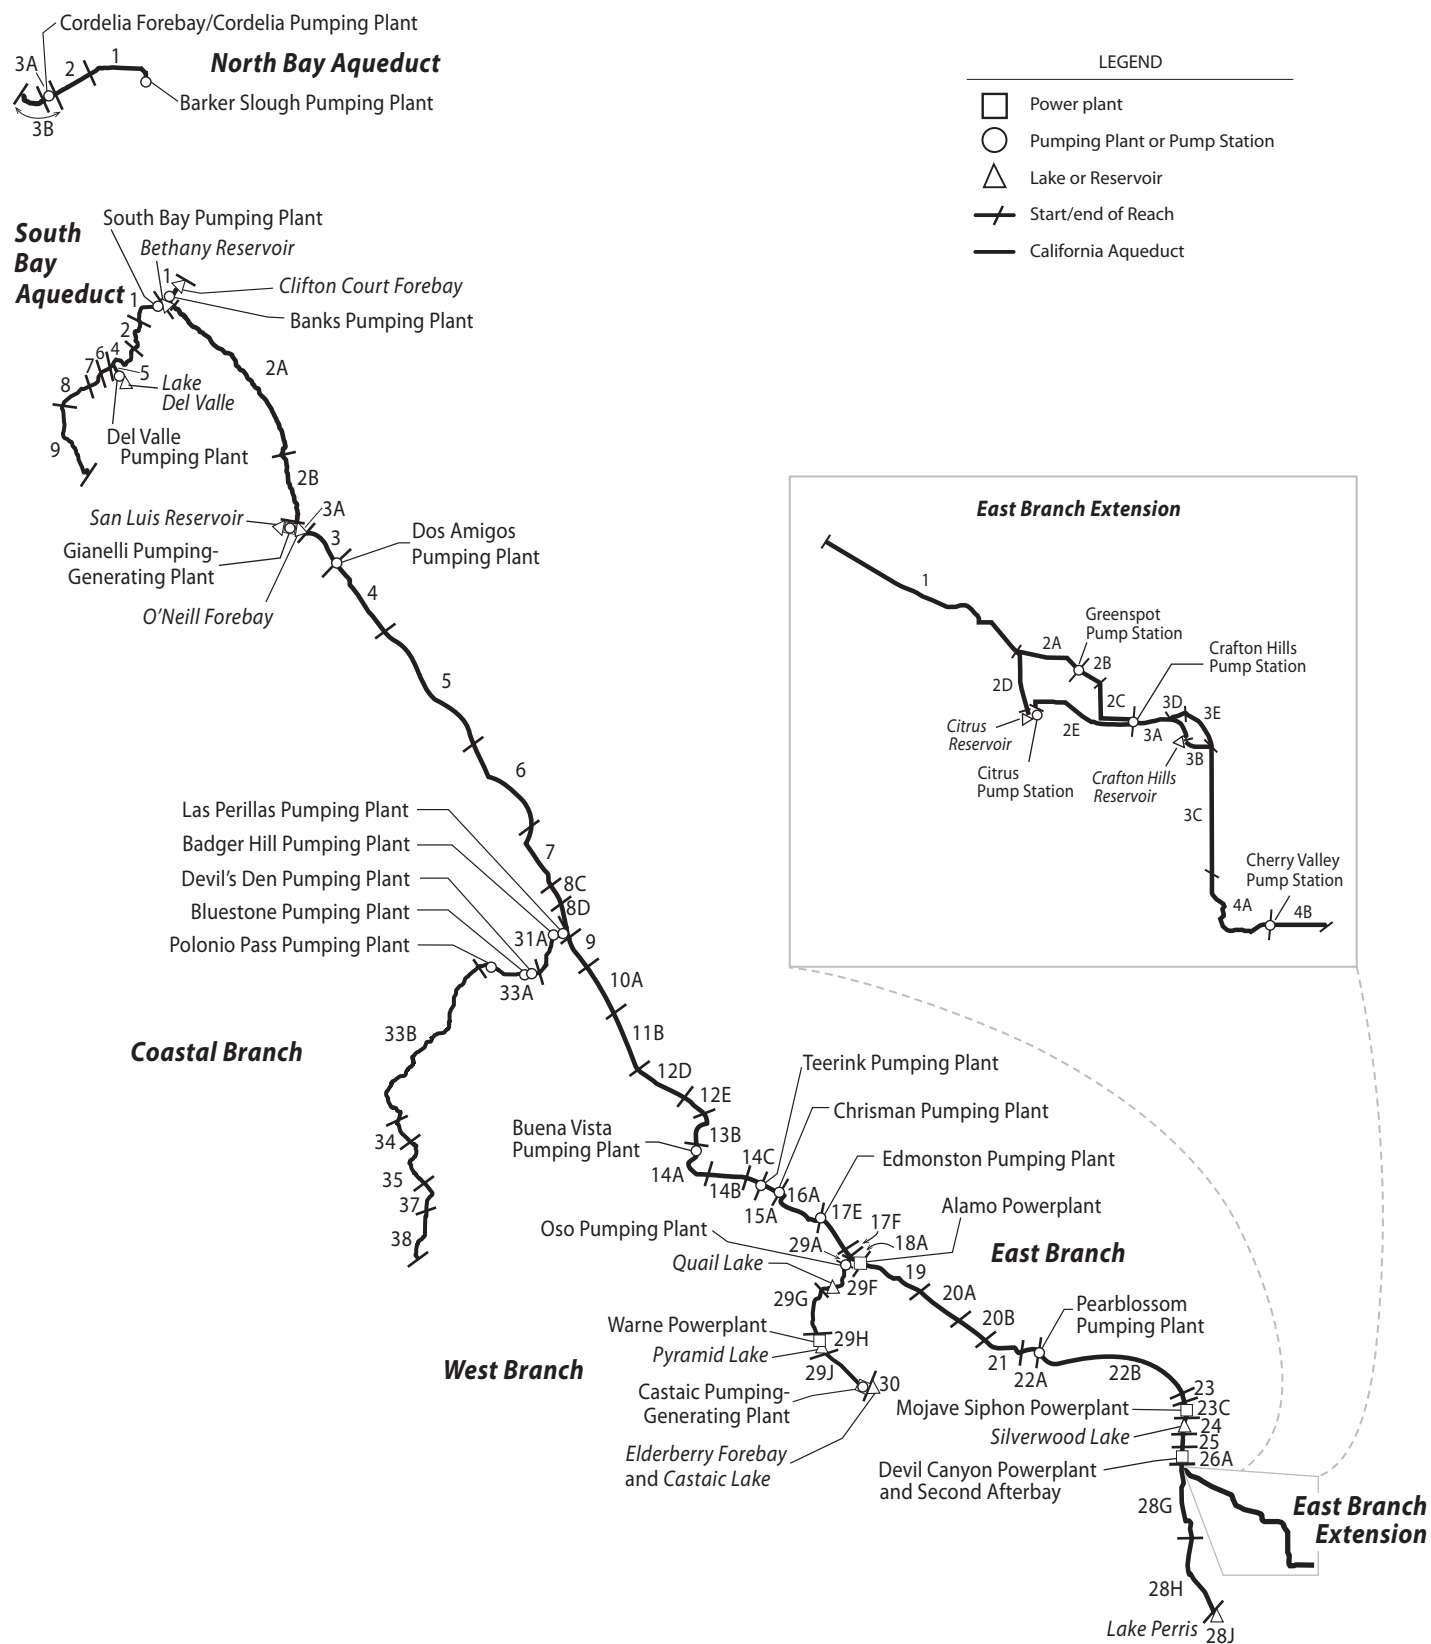 Cordelia Forebay/Cordelia Pumping Plant
North Bay Aqueduct
3A
2
1
Barker Slough Pumping Plant
3B
LEGEND
Power plant
Pumping Plant or Pump Station
Lake or Reservoir
Start/end of Reach
California Aqueduct
South Bay Pumping Plant
South
Bay
Aqueduct
Bethany Reservoir
1
Clifton Court Forebay
1
Banks Pumping Plant
2
2A
6
4
7
5
8
Lake
Del Valle
9
Del Valle
Pumping Plant
2B
San Luis Reservoir
3A
Gianelli Pumping-
Generating Plant
3
Dos Amigos
Pumping Plant
O'Neill Forebay
4
5
6
Las Perillas Pumping Plant
Badger Hill Pumping Plant
7
Devil's Den Pumping Plant
8C
Bluestone Pumping Plant
8D
Polonio Pass Pumping Plant
31A
9
33A
10A
33B
11B
Coastal Branch
34
35
37
38
12D
12E
Teerink Pumping Plant
Chrisman Pumping Plant
Buena Vista
Pumping Plant
13B
14A
14B
14C
15A
16A
Edmonston Pumping Plant
17E
Alamo Powerplant
17F
18A
Oso Pumping Plant
29A
East Branch
Quail Lake
29F
19
29G
20A
20B
Pearblossom
Pumping Plant
Warne Powerplant
29H
Pyramid Lake
21
22A
22B
West Branch
29J
30
Castaic Pumping-
Generating Plant
Elderberry Forebay
and Castaic Lake
23
Mojave Siphon Powerplant
23C
Silverwood Lake
24
25
Devil Canyon Powerplant
and Second Afterbay
26A
28G
East Branch
Extension
28H
Lake Perris
28J
East Branch Extension
1
Greenspot
Pump Station
2A
2B
Crafton Hills
Pump Station
2D
2C
3D
3E
Citrus
Reservoir
2E
3A
3B
Citrus
Pump Station
Crafton Hills
Reservoir
3C
Cherry Valley
Pump Station
4A
4B